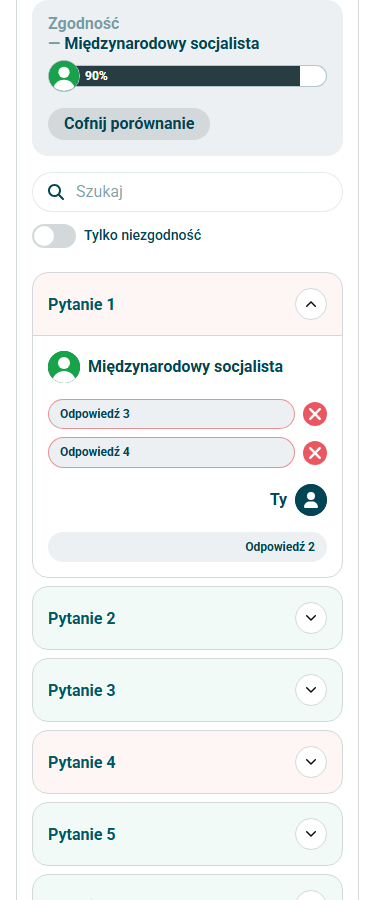 Zgodność
— Międzynarodowy socjalista
90%
Cofnij porównanie
Szukaj
Tylko niezgodność
Pytanie 1
Międzynarodowy socjalista
Odpowiedź 3
Odpowiedź 4
Ty
Odpowiedź 2
Pytanie 2
Pytanie 3
Pytanie 4
Pytanie 5